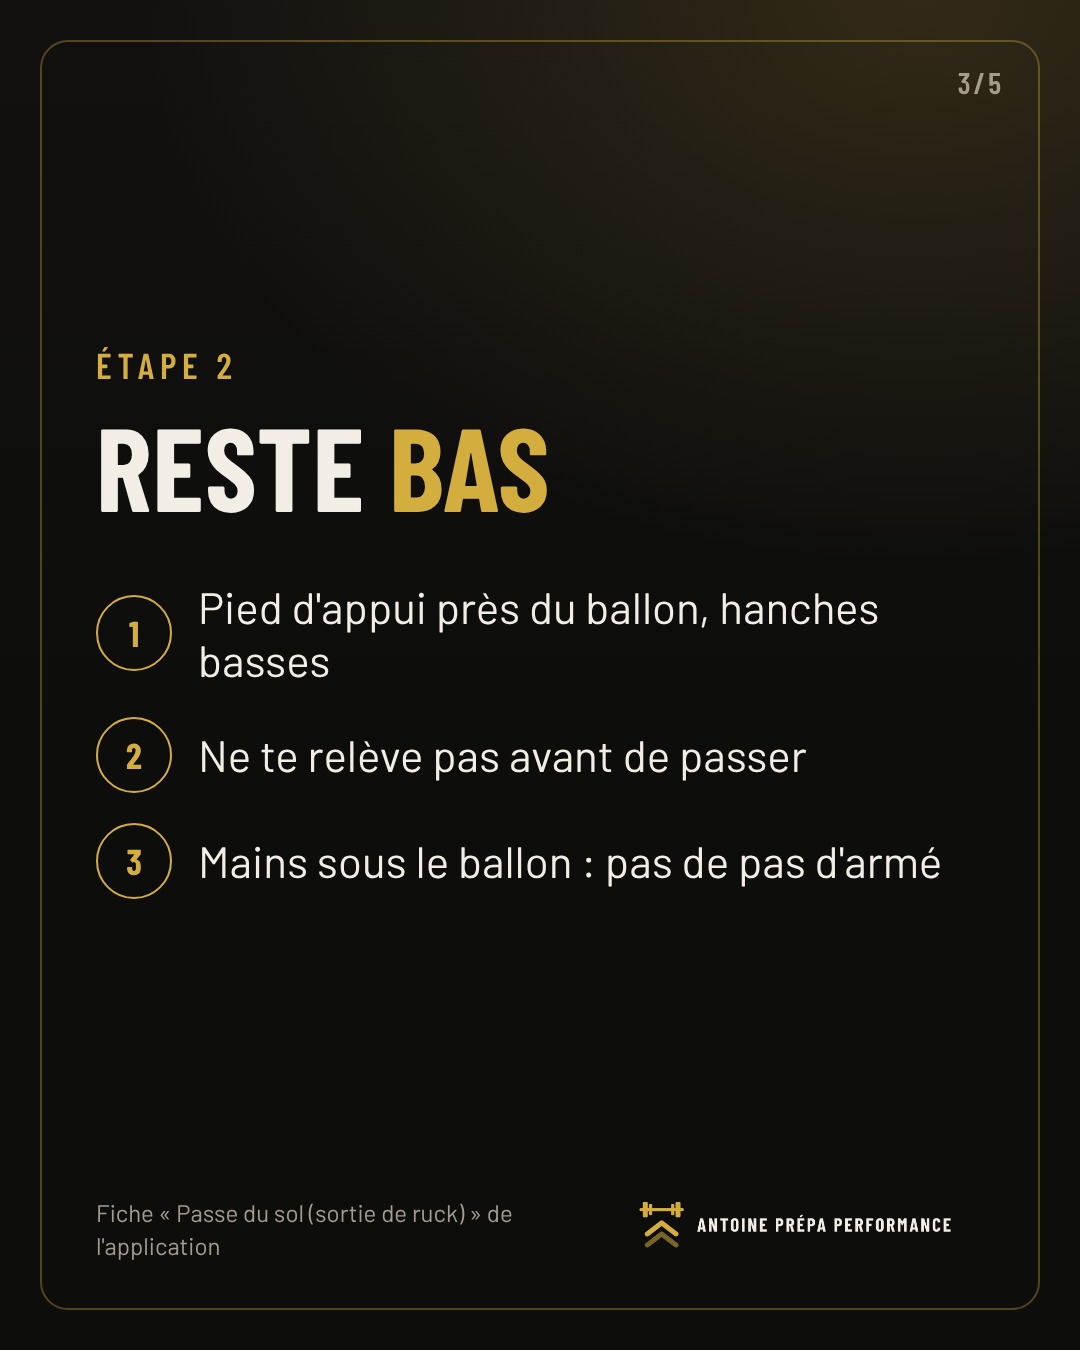 3/5
ÉTAPE 2
RESTE BAS
1 Pied d'appui près du ballon, hanches
basses
2 Ne te relève pas avant de passer
3 Mains sous le ballon : pas de pas d'armé
Fiche « Passe du sol (sortie de ruck) » de
l'application
ANTOINE PRÉPA PERFORMANCE